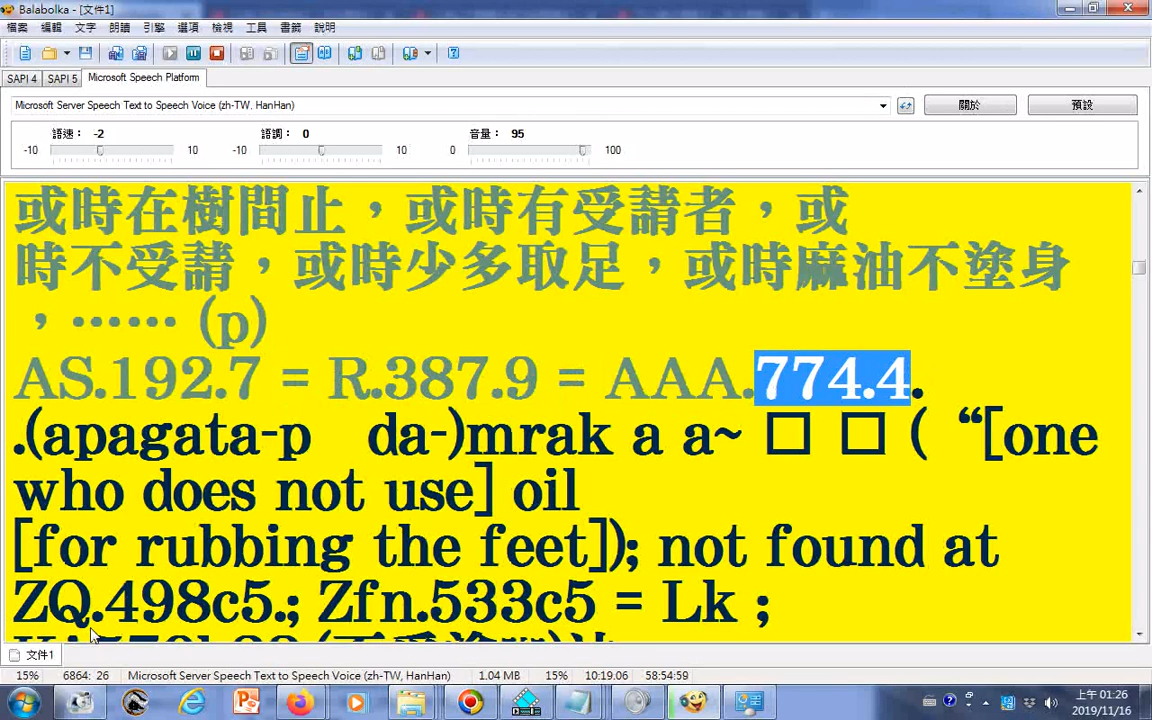 Balabolka - [文件1]
檔案 編輯 文字 朗讀 引擎 選項 檢視 工具 書籤 說明
SAPI 4 SAPI 5 Microsoft Speech Platform
Microsoft Server Speech Text to Speech Voice (zh-TW, HanHan)
關於 預設
語速： -2 語調： 0 音量： 95
-10 10 -10 10 0 100
或時在樹間止，或時有受請者，或
時不受請，或時少多取足，或時麻油不塗身
，…… (p)
AS.192.7 = R.387.9 = AAA.774.4.
.(apagata-p da-)mrak a a~ □ □ ( “[one
who does not use] oil
[for rubbing the feet]); not found at
ZQ.498c5.; Zfn.533c5 = Lk ;
文件1
15% 6864: 26 Microsoft Server Speech Text to Speech Voice (zh-TW, HanHan) 1.04 MB 15% 10:19.06 58:54:59
上午 01:26
2019/11/16